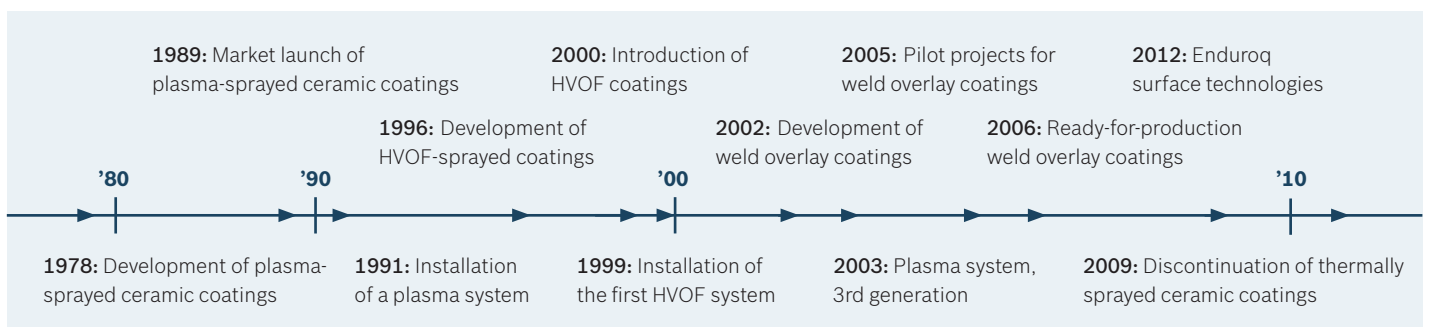 1989: Market launch of
plasma-sprayed ceramic coatings
2000: Introduction of
HVOF coatings
2005: Pilot projects for
weld overlay coatings
2012: Enduroq
surface technologies
1996: Development of
HVOF-sprayed coatings
2002: Development of
weld overlay coatings
2006: Ready-for-production
weld overlay coatings
’80
’90
’00
’10
1978: Development of plasma-
sprayed ceramic coatings
1991: Installation
of a plasma system
1999: Installation of
the first HVOF system
2003: Plasma system,
3rd generation
2009: Discontinuation of thermally
sprayed ceramic coatings